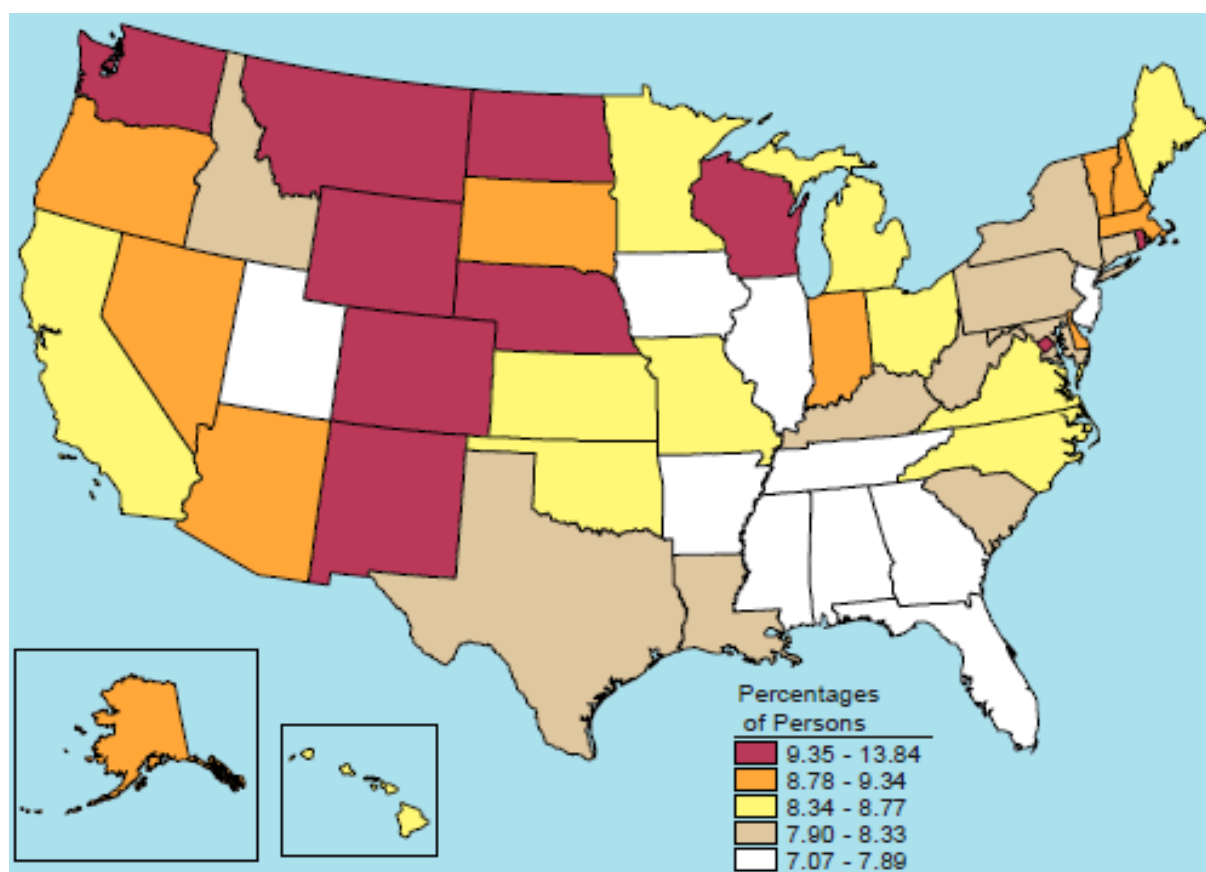 Percentages
of Persons
9.35 - 13.84
8.78 - 9.34
8.34 - 8.77
7.90 - 8.33
7.07 - 7.89